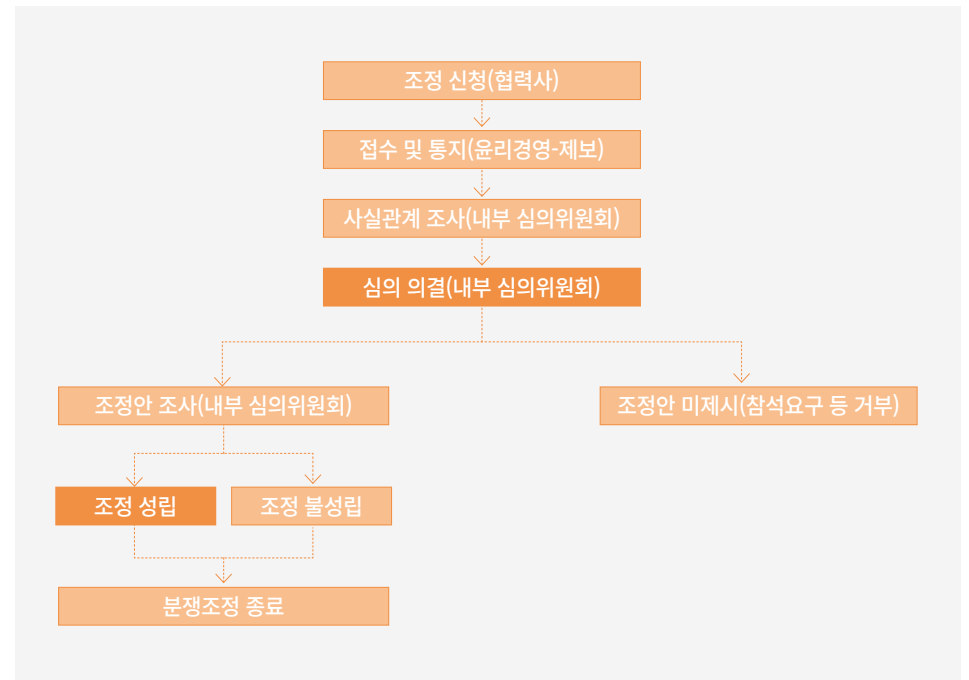 조정 신청(협력사)
접수 및 통지(윤리경영-제보)
사실관계 조사(내부 심의위원회)
심의 의결(내부 심의위원회)
조정안 조사(내부 심의위원회)
조정안 미제시(참석요구 등 거부)
조정 성립
조정 불성립
분쟁조정 종료